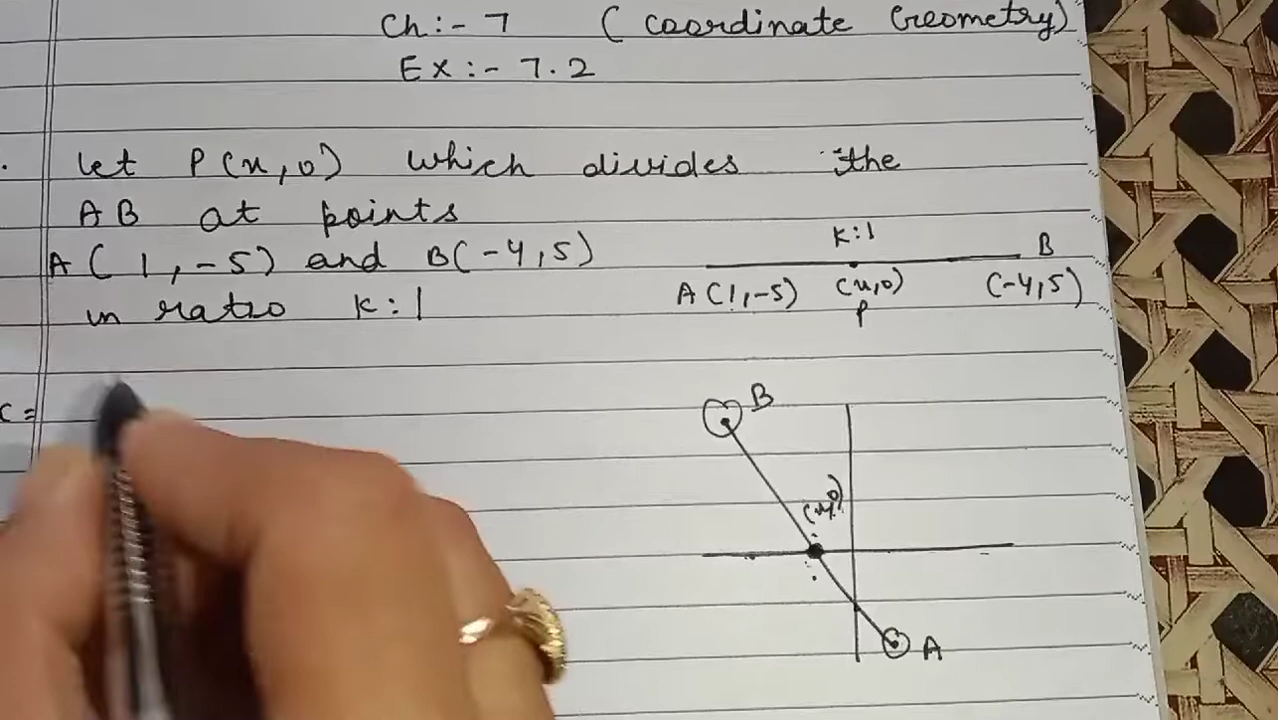 Ch:- 7 (Coordinate Geometry)
Ex:- 7.2
let P(x,0) which divides the
AB at points
A(1,-5) and B(-4,5)
in ratio k:1
k:1
B
A(1,-5) (x,0) (-4,5)
P
B
(x,0)
A